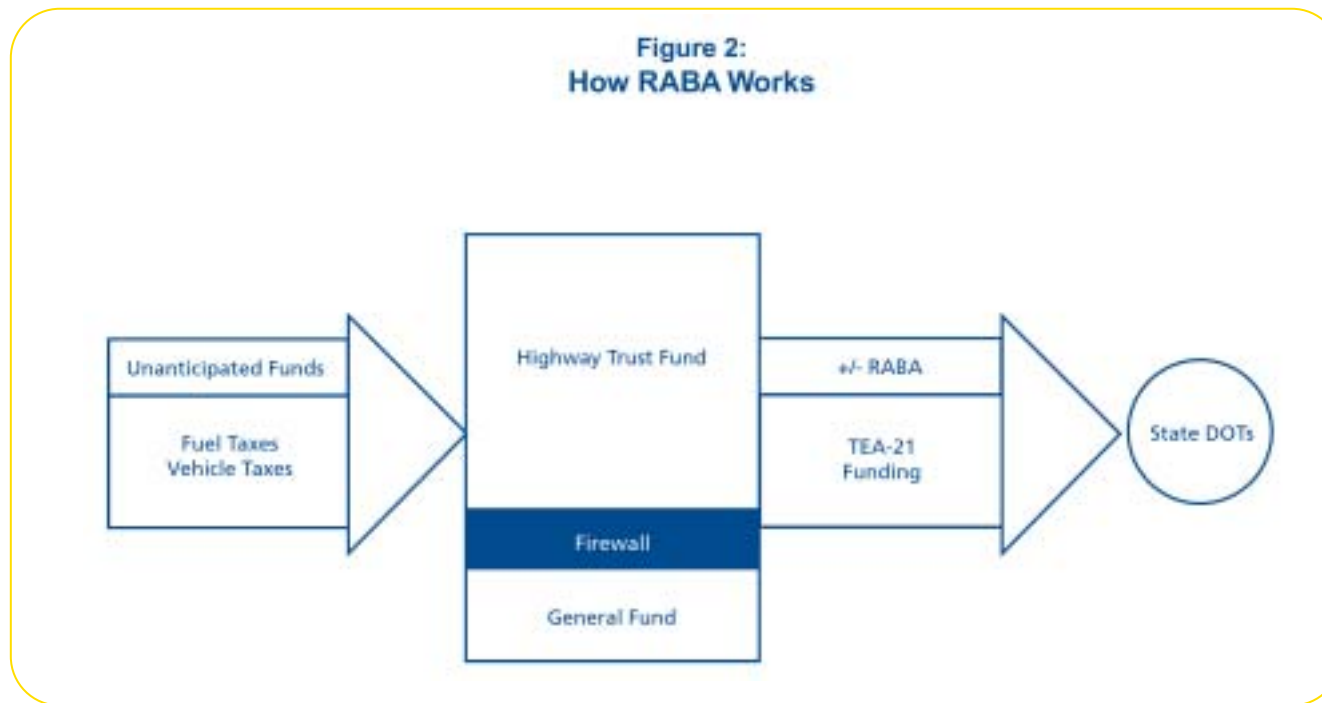 Figure 2:
How RABA Works
Unanticipated Funds
Fuel Taxes
Vehicle Taxes
Highway Trust Fund
Firewall
General Fund
+/- RABA
TEA-21
Funding
State DOTs